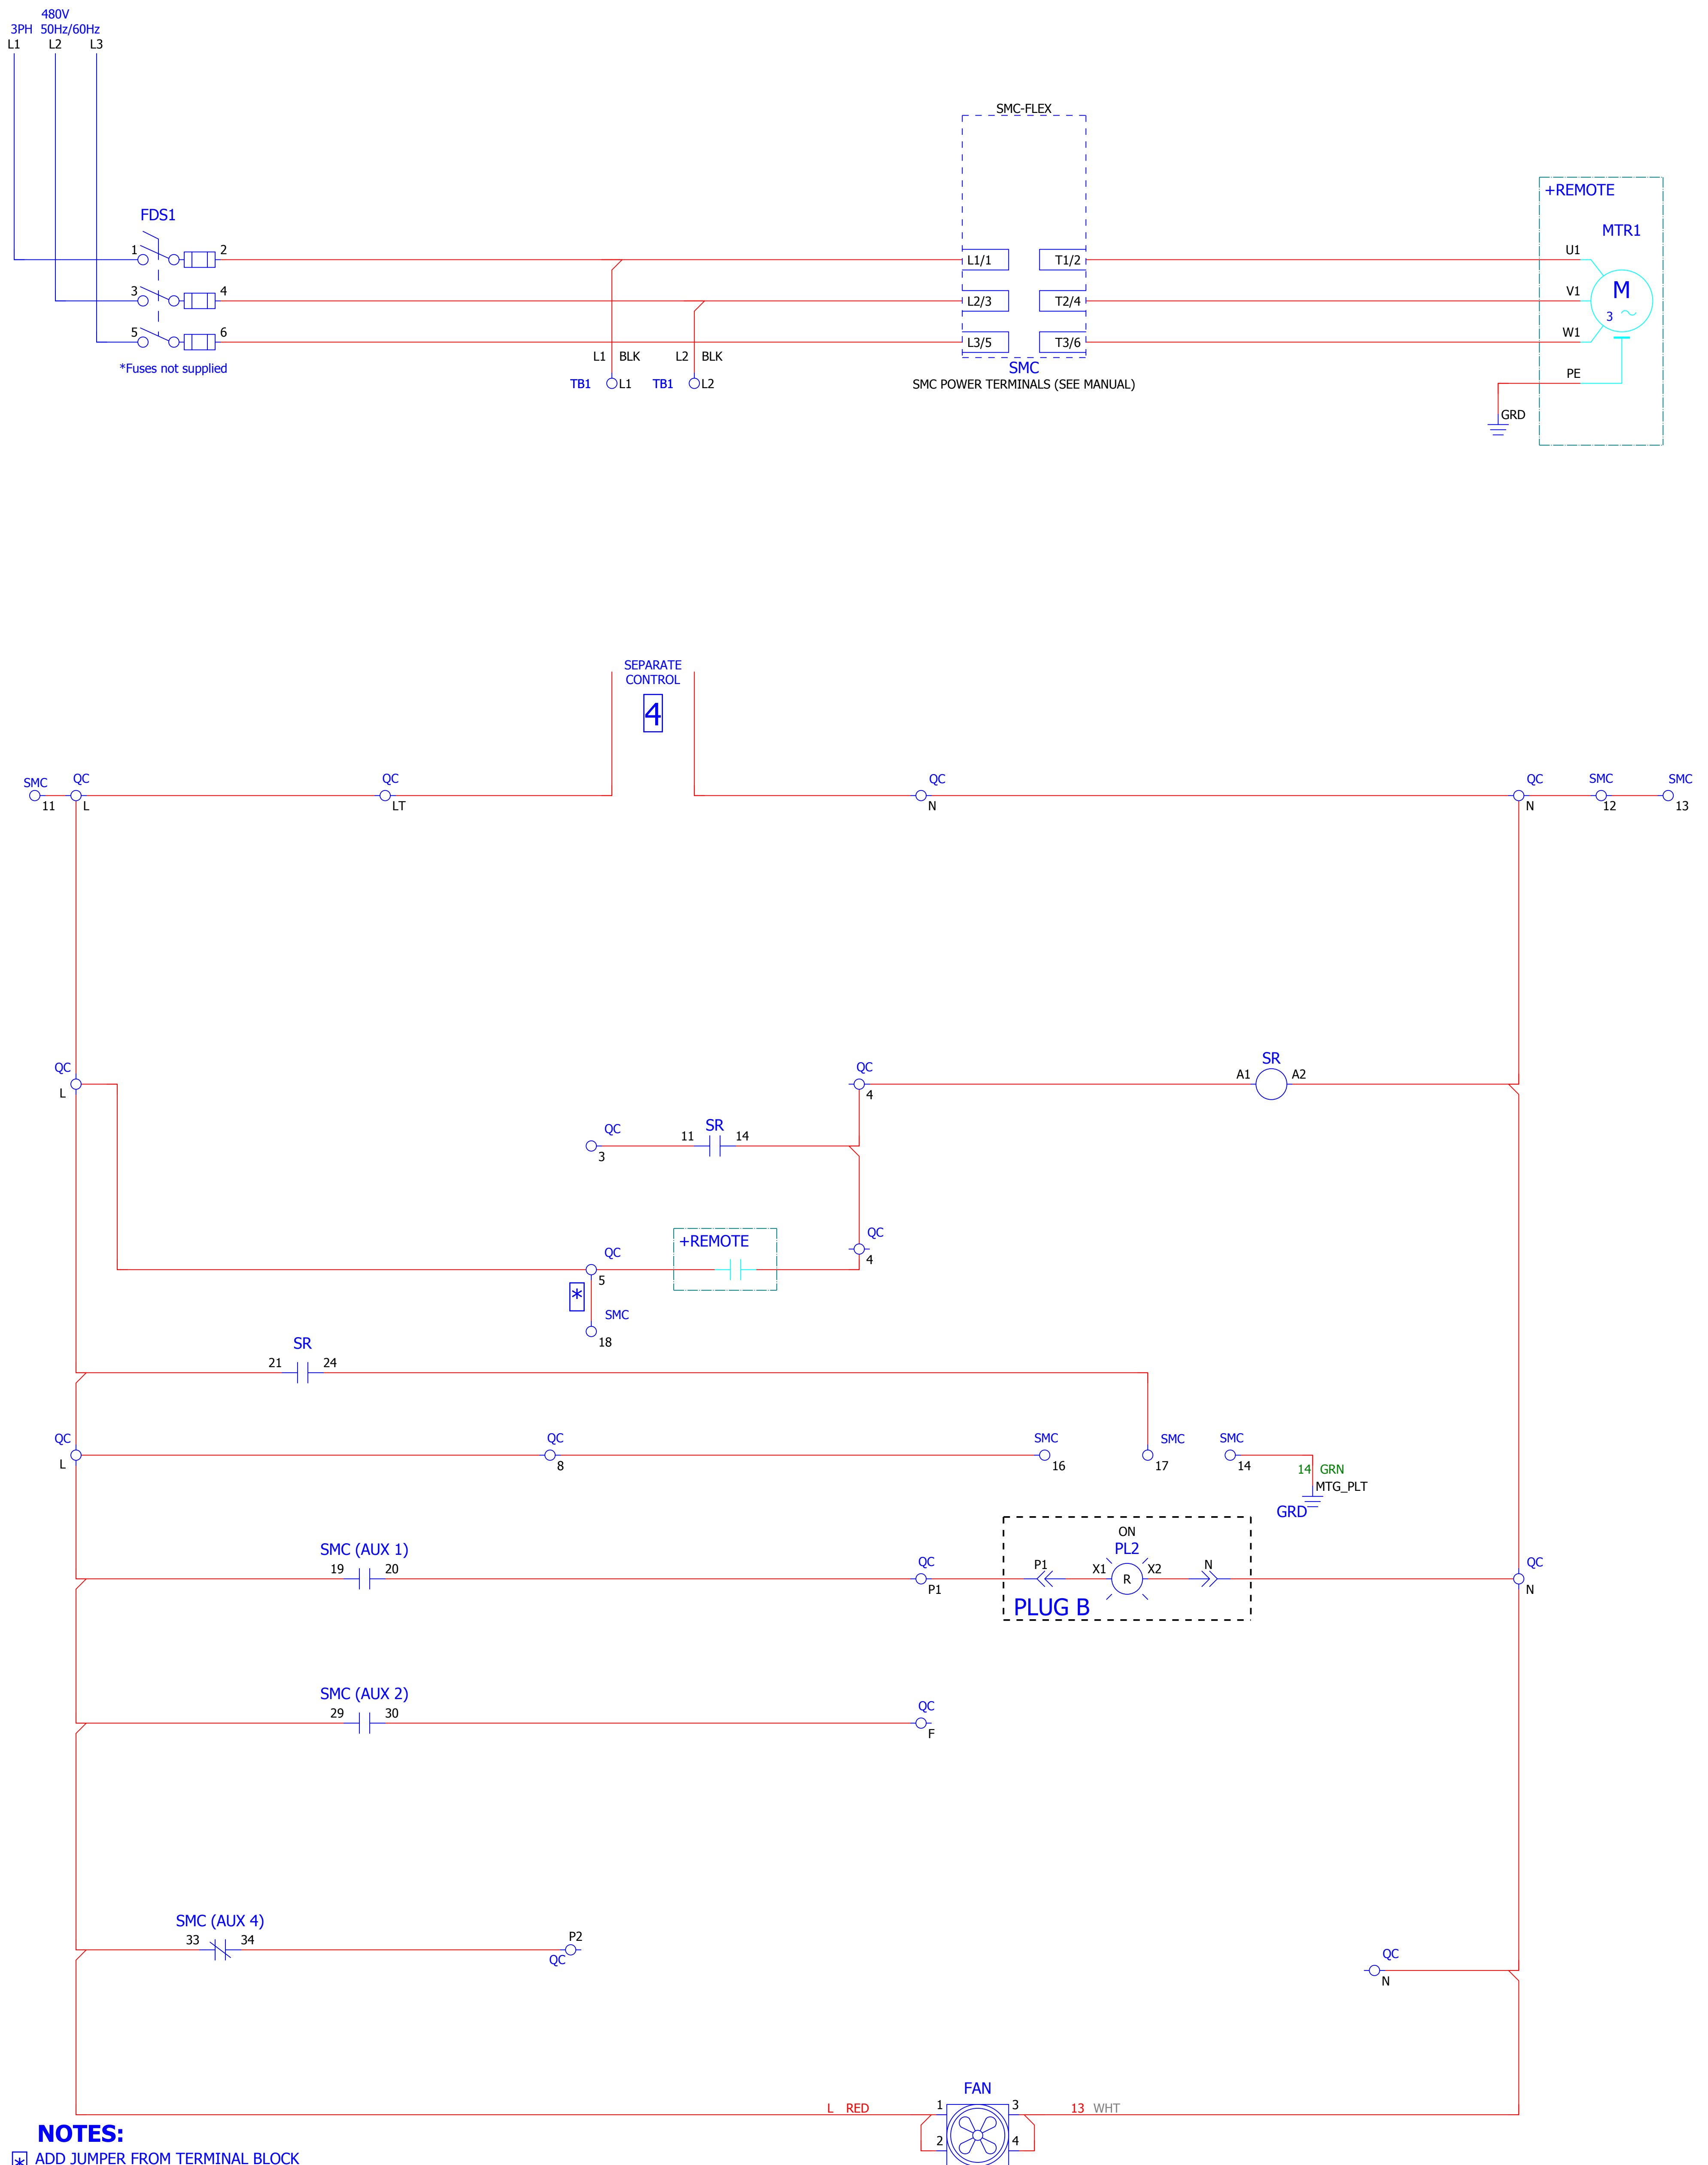 480V
3PH 50Hz/60Hz
L1 L2 L3
SMC-FLEX
+REMOTE
FDS1
MTR1
1 2 L1/1 T1/2 U1
3 4 L2/3 T2/4 V1 M
3
5 6 L3/5 T3/6 W1
*Fuses not supplied
L1 BLK L2 BLK
SMC
TB1 L1 TB1 L2
SMC POWER TERMINALS (SEE MANUAL)
PE
GRD
SEPARATE
CONTROL
4
SMC QC QC QC QC SMC SMC
11 L LT N N 12 13
QC QC SR
L 4 A1 A2
QC SR
3 11 14
QC
+REMOTE
4
QC
5
*
SMC
18
SR
21 24
QC QC SMC SMC SMC
L 8 16 17 14
14 GRN
MTG_PLT
GRD
ON
SMC (AUX 1) PL2
19 20 QC P1 X1 R X2 N QC
P1 N
PLUG B
SMC (AUX 2)
29 30 QC
F
SMC (AUX 4)
33 34 P2
QC
QC
N
FAN
L RED 1 3 13 WHT
2 4
NOTES:
* ADD JUMPER FROM TERMINAL BLOCK